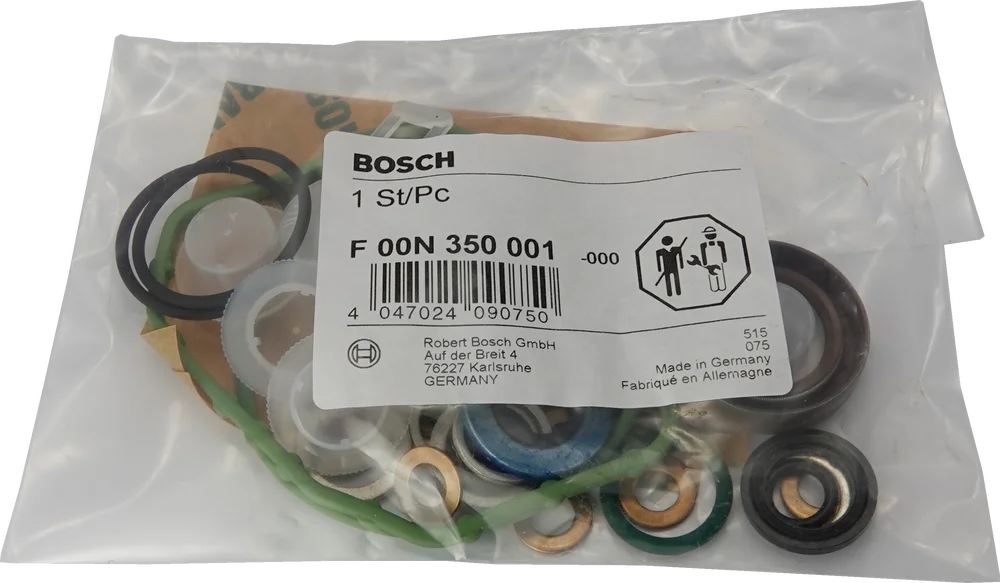 BOSCH
1 St/Pc
F 00N 350 001 -000
4 047024 090750
Robert Bosch GmbH
Auf der Breit 4
76227 Karlsruhe
GERMANY
515
075
Made in Germany
Fabriqué en Allemagne